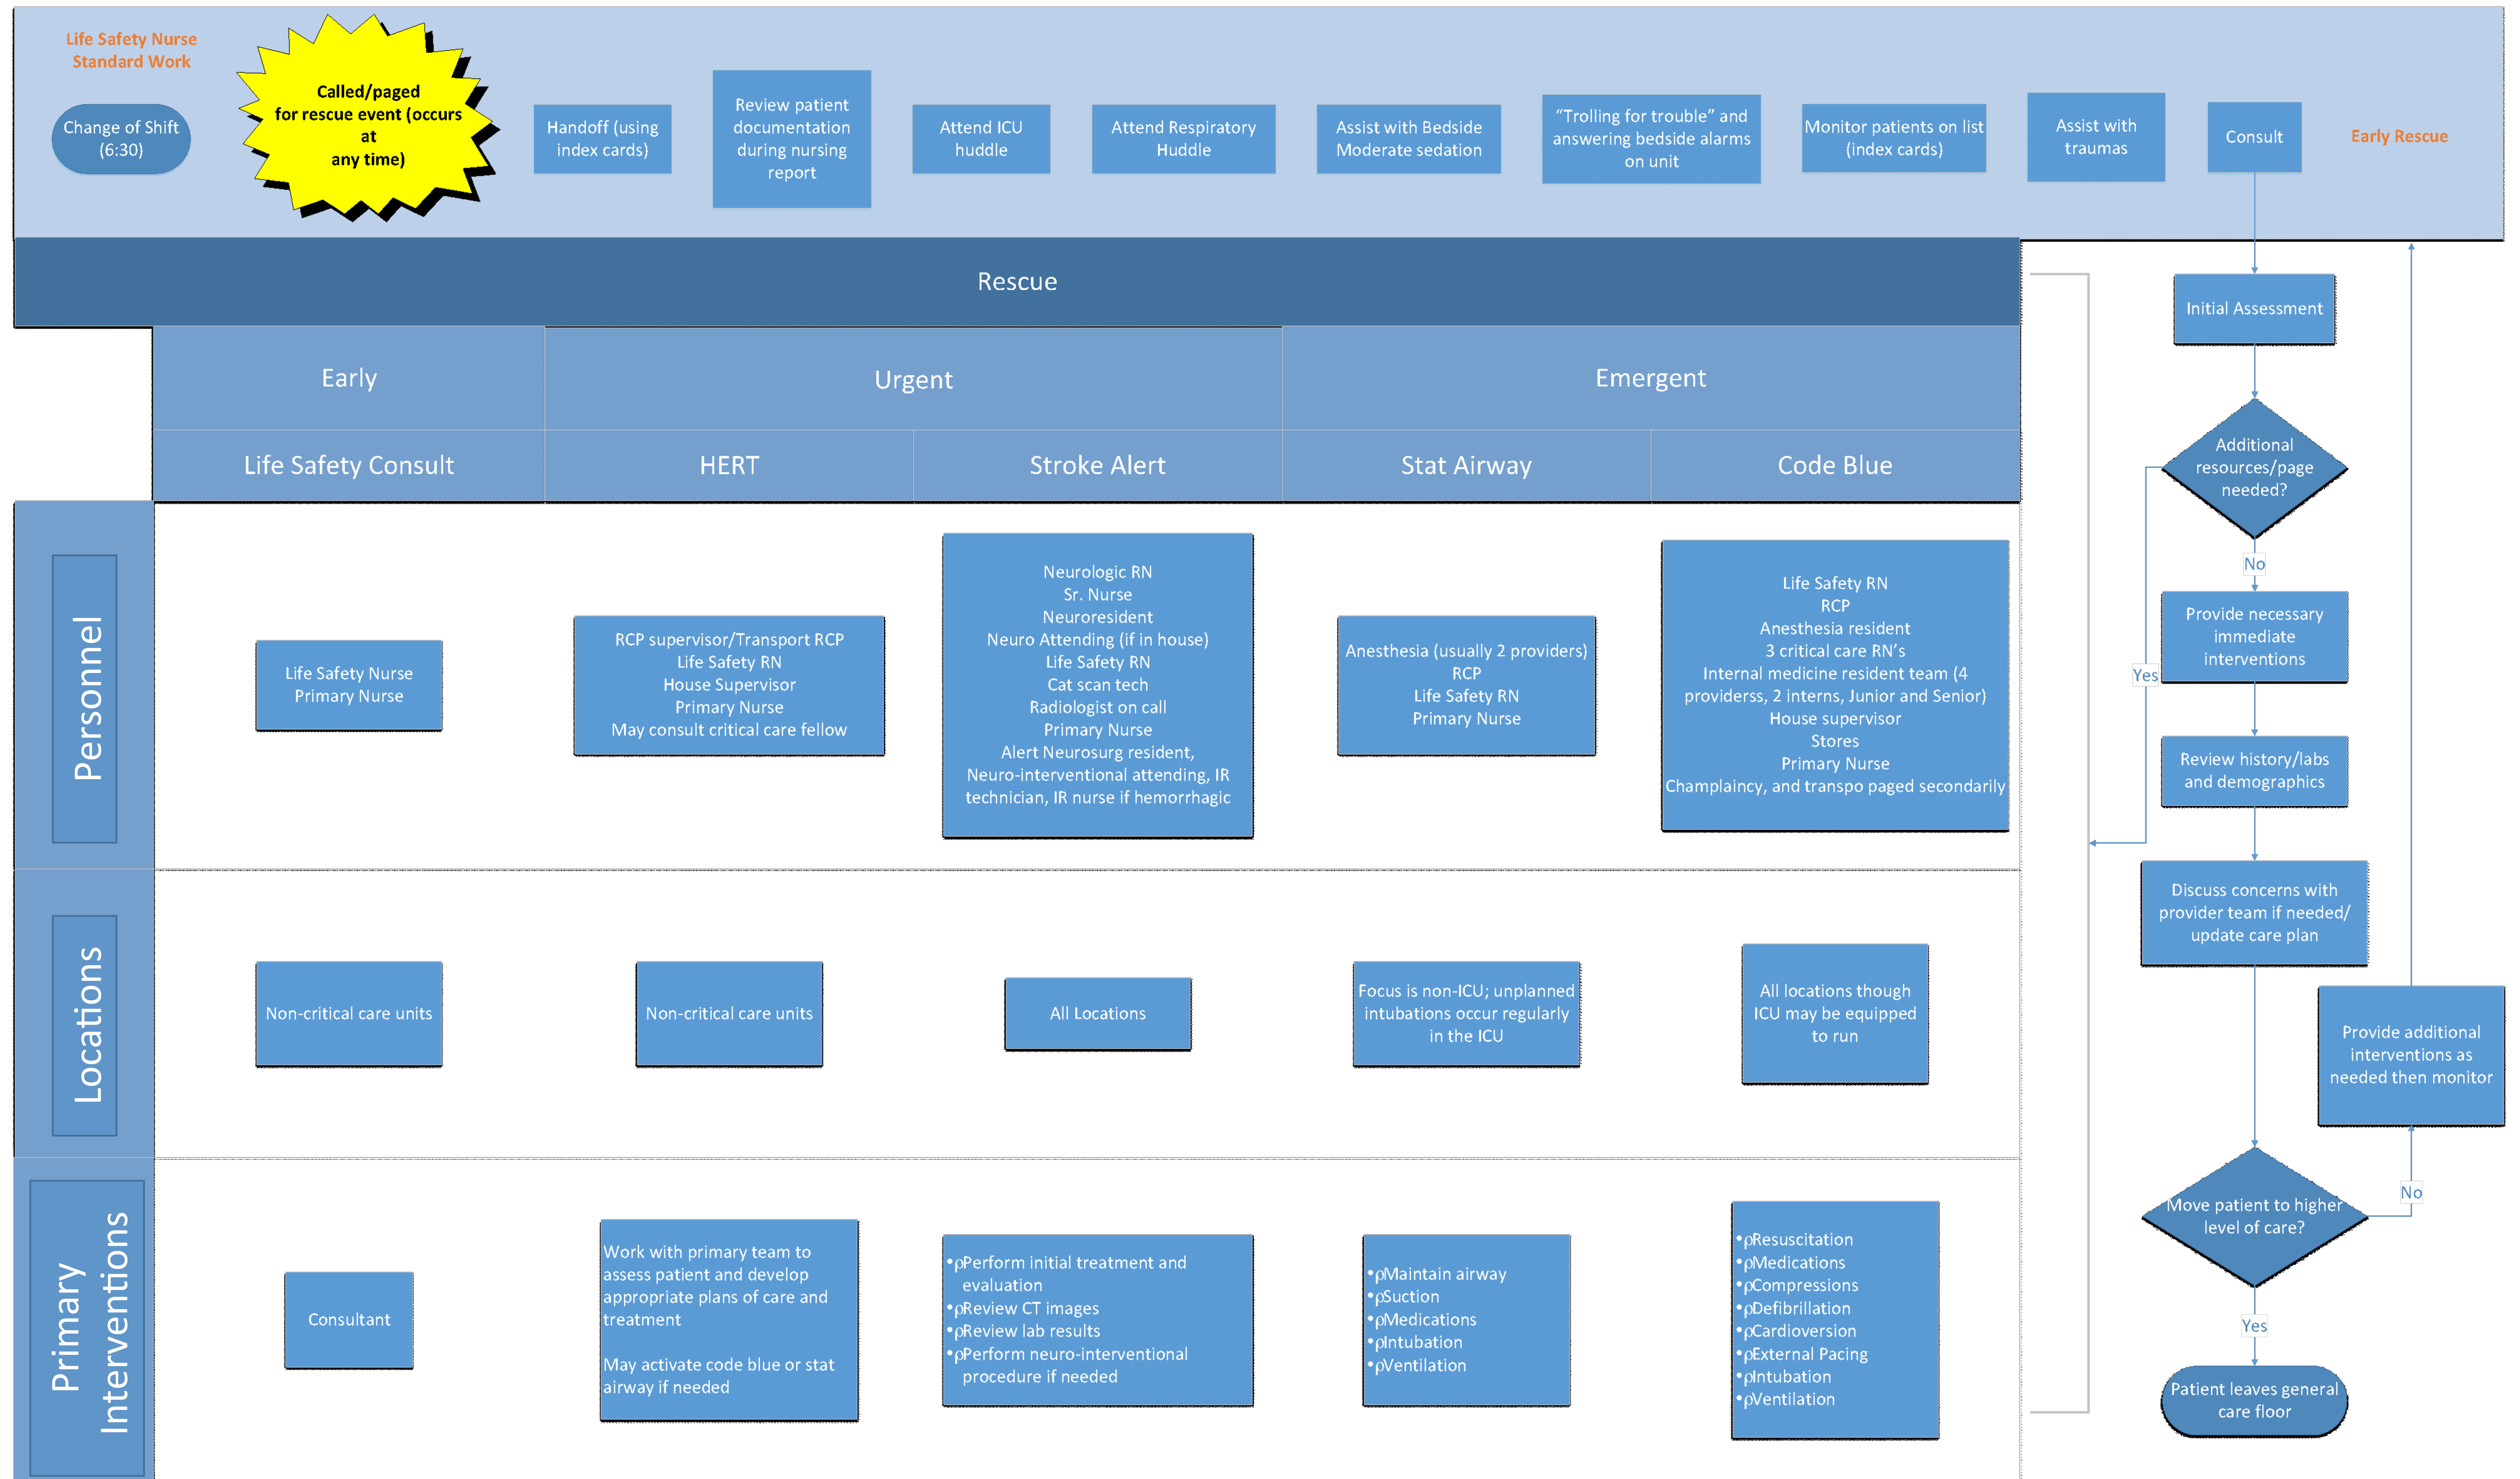 Life Safety Nurse
Standard Work
Change of Shift
(6:30)
Called/paged
for rescue event (occurs
at
any time)
Handoff (using
index cards)
Review patient
documentation
during nursing
report
Attend ICU
huddle
Attend Respiratory
Huddle
Assist with Bedside
Moderate sedation
“Trolling for trouble” and
answering bedside alarms
on unit
Monitor patients on list
(index cards)
Assist with
traumas
Consult
Early Rescue
Rescue
Early
Urgent
Emergent
Life Safety Consult
HERT
Stroke Alert
Stat Airway
Code Blue
Personnel
Life Safety Nurse
Primary Nurse
RCP supervisor/Transport RCP
Life Safety RN
House Supervisor
Primary Nurse
May consult critical care fellow
Neurologic RN
Sr. Nurse
Neuroresident
Neuro Attending (if in house)
Life Safety RN
Cat scan tech
Radiologist on call
Primary Nurse
Alert Neurosurg resident,
Neuro-interventional attending, IR
technician, IR nurse if hemorrhagic
Anesthesia (usually 2 providers)
RCP
Life Safety RN
Primary Nurse
Life Safety RN
RCP
Anesthesia resident
3 critical care RN’s
Internal medicine resident team (4
providerss, 2 interns, Junior and Senior)
House supervisor
Stores
Primary Nurse
Champlaincy, and transpo paged secondarily
Locations
Non-critical care units
Non-critical care units
All Locations
Focus is non-ICU; unplanned
intubations occur regularly
in the ICU
All locations though
ICU may be equipped
to run
Primary
Interventions
Consultant
Work with primary team to
assess patient and develop
appropriate plans of care and
treatment
May activate code blue or stat
airway if needed
•ρPerform initial treatment and
evaluation
•ρReview CT images
•ρReview lab results
•ρPerform neuro-interventional
procedure if needed
•ρMaintain airway
•ρSuction
•ρMedications
•ρIntubation
•ρVentilation
•ρResuscitation
•ρMedications
•ρCompressions
•ρDefibrillation
•ρCardioversion
•ρExternal Pacing
•ρIntubation
•ρVentilation
Initial Assessment
Additional
resources/page
needed?
No
Yes
Provide necessary
immediate
interventions
Review history/labs
and demographics
Discuss concerns with
provider team if needed/
update care plan
Provide additional
interventions as
needed then monitor
Move patient to higher
level of care?
No
Yes
Patient leaves general
care floor